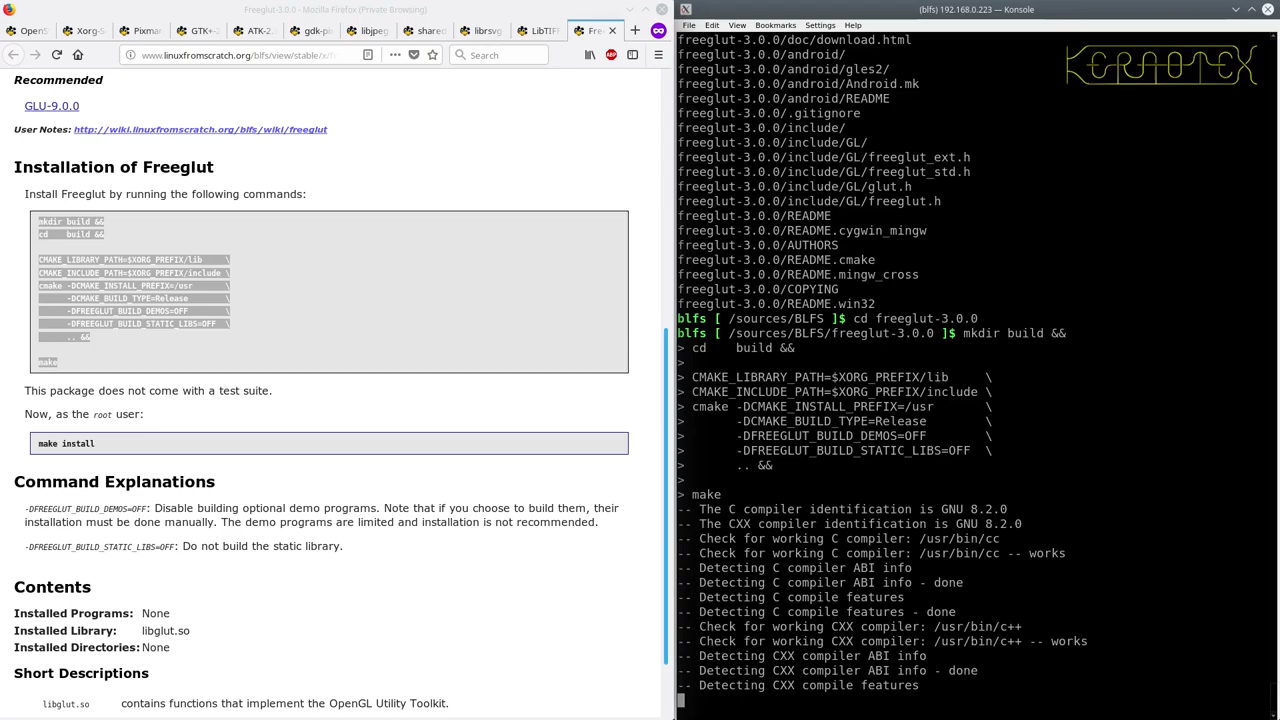 Freeglut-3.0.0 - Mozilla Firefox (Private Browsing)
OpenS
Xorg-S
Pixmar
GTK+-2
ATK-2.
gdk-pi
libjpeg
shared
librsvg
LibTIFF
Free
www.linuxfromscratch.org/blfs/view/stable/x/f
Search
Recommended
GLU-9.0.0
User Notes: http://wiki.linuxfromscratch.org/blfs/wiki/freeglut
Installation of Freeglut
Install Freeglut by running the following commands:
mkdir build &&
cd    build &&
CMAKE_LIBRARY_PATH=$XORG_PREFIX/lib     \
CMAKE_INCLUDE_PATH=$XORG_PREFIX/include \
cmake -DCMAKE_INSTALL_PREFIX=/usr       \
      -DCMAKE_BUILD_TYPE=Release        \
      -DFREEGLUT_BUILD_DEMOS=OFF        \
      -DFREEGLUT_BUILD_STATIC_LIBS=OFF  \
      .. &&
make
This package does not come with a test suite.
Now, as the root user:
make install
Command Explanations
-DFREEGLUT_BUILD_DEMOS=OFF: Disable building optional demo programs. Note that if you choose to build them, their
installation must be done manually. The demo programs are limited and installation is not recommended.
-DFREEGLUT_BUILD_STATIC_LIBS=OFF: Do not build the static library.
Contents
Installed Programs: None
Installed Library: libglut.so
Installed Directories: None
Short Descriptions
libglut.so contains functions that implement the OpenGL Utility Toolkit.
(blfs) 192.168.0.223 — Konsole
File Edit View Bookmarks Settings Help
KERAOTEX
freeglut-3.0.0/doc/download.html
freeglut-3.0.0/android/
freeglut-3.0.0/android/gles2/
freeglut-3.0.0/android/Android.mk
freeglut-3.0.0/android/README
freeglut-3.0.0/.gitignore
freeglut-3.0.0/include/
freeglut-3.0.0/include/GL/
freeglut-3.0.0/include/GL/freeglut_ext.h
freeglut-3.0.0/include/GL/freeglut_std.h
freeglut-3.0.0/include/GL/glut.h
freeglut-3.0.0/include/GL/freeglut.h
freeglut-3.0.0/README
freeglut-3.0.0/README.cygwin_mingw
freeglut-3.0.0/AUTHORS
freeglut-3.0.0/README.cmake
freeglut-3.0.0/README.mingw_cross
freeglut-3.0.0/COPYING
freeglut-3.0.0/README.win32
blfs [ /sources/BLFS ]$ cd freeglut-3.0.0
blfs [ /sources/BLFS/freeglut-3.0.0 ]$ mkdir build &&
> cd    build &&
>
> CMAKE_LIBRARY_PATH=$XORG_PREFIX/lib     \
> CMAKE_INCLUDE_PATH=$XORG_PREFIX/include \
> cmake -DCMAKE_INSTALL_PREFIX=/usr       \
>       -DCMAKE_BUILD_TYPE=Release        \
>       -DFREEGLUT_BUILD_DEMOS=OFF        \
>       -DFREEGLUT_BUILD_STATIC_LIBS=OFF  \
>       .. &&
>
> make
-- The C compiler identification is GNU 8.2.0
-- The CXX compiler identification is GNU 8.2.0
-- Check for working C compiler: /usr/bin/cc
-- Check for working C compiler: /usr/bin/cc -- works
-- Detecting C compiler ABI info
-- Detecting C compiler ABI info - done
-- Detecting C compile features
-- Detecting C compile features - done
-- Check for working CXX compiler: /usr/bin/c++
-- Check for working CXX compiler: /usr/bin/c++ -- works
-- Detecting CXX compiler ABI info
-- Detecting CXX compiler ABI info - done
-- Detecting CXX compile features